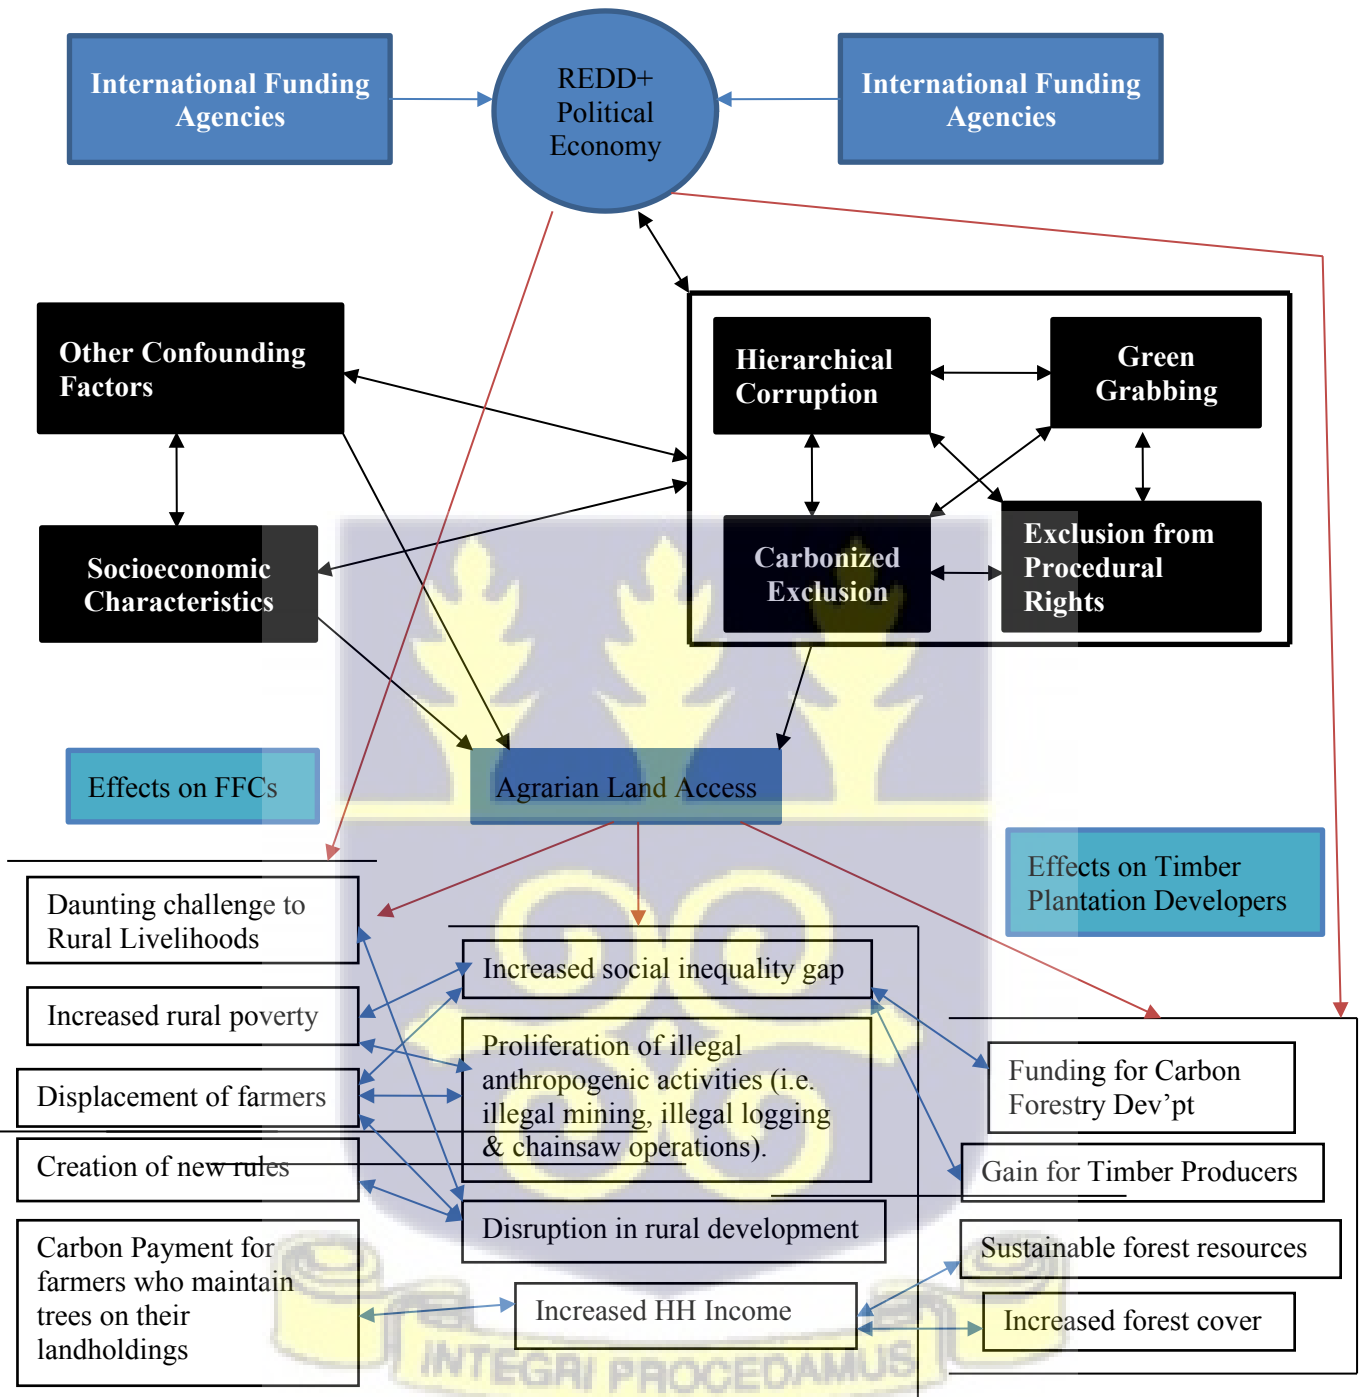 International Funding
Agencies
REDD+
Political
Economy
International Funding
Agencies
Other Confounding
Factors
Hierarchical
Corruption
Green
Grabbing
Socioeconomic
Characteristics
Carbonized
Exclusion
Exclusion from
Procedural
Rights
Effects on FFCs
Agrarian Land Access
Effects on Timber
Plantation Developers
Daunting challenge to
Rural Livelihoods
Increased rural poverty
Displacement of farmers
Creation of new rules
Carbon Payment for
farmers who maintain
trees on their
landholdings
Increased social inequality gap
Proliferation of illegal
anthropogenic activities (i.e.
illegal mining, illegal logging
& chainsaw operations).
Disruption in rural development
Increased HH Income
Funding for Carbon
Forestry Dev’pt
Gain for Timber Producers
Sustainable forest resources
Increased forest cover
INTEGRI PROCEDAMUS